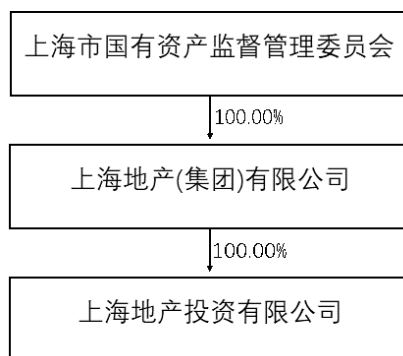 上海市国有资产监督管理委员会
100.00%
上海地产(集团)有限公司
100.00%
上海地产投资有限公司